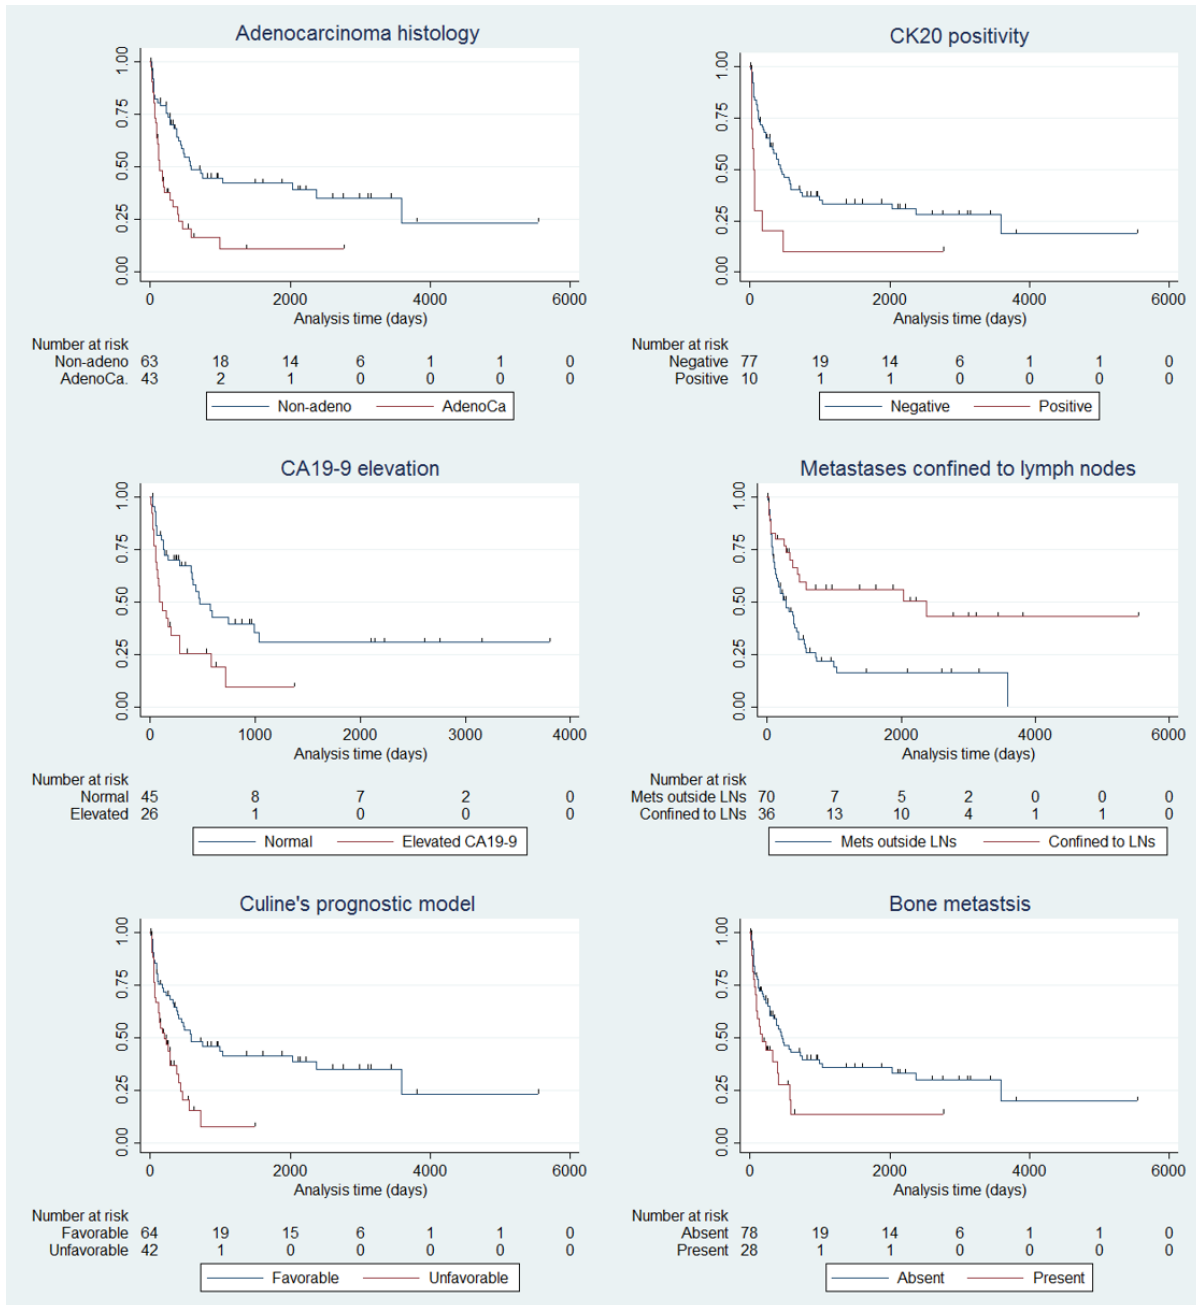 Adenocarcinoma histology
1.00
0.75
0.50
0.25
0.00
0 2000 4000 6000
Analysis time (days)
Number at risk
Non-adeno 63 18 14 6 1 1 0
AdenoCa. 43 2 1 0 0 0 0
Non-adeno AdenoCa
CK20 positivity
1.00
0.75
0.50
0.25
0.00
0 2000 4000 6000
Analysis time (days)
Number at risk
Negative 77 19 14 6 1 1 0
Positive 10 1 1 0 0 0 0
Negative Positive
CA19-9 elevation
1.00
0.75
0.50
0.25
0.00
0 1000 2000 3000 4000
Analysis time (days)
Number at risk
Normal 45 8 7 2 0
Elevated 26 1 0 0 0
Normal Elevated CA19-9
Metastases confined to lymph nodes
1.00
0.75
0.50
0.25
0.00
0 2000 4000 6000
Analysis time (days)
Number at risk
Mets outside LNs 70 7 5 2 0 0 0
Confined to LNs 36 13 10 4 1 1 0
Mets outside LNs Confined to LNs
Culine's prognostic model
1.00
0.75
0.50
0.25
0.00
0 2000 4000 6000
Analysis time (days)
Number at risk
Favorable 64 19 15 6 1 1 0
Unfavorable 42 1 0 0 0 0 0
Favorable Unfavorable
Bone metastsis
1.00
0.75
0.50
0.25
0.00
0 2000 4000 6000
Analysis time (days)
Number at risk
Absent 78 19 14 6 1 1 0
Present 28 1 1 0 0 0 0
Absent Present